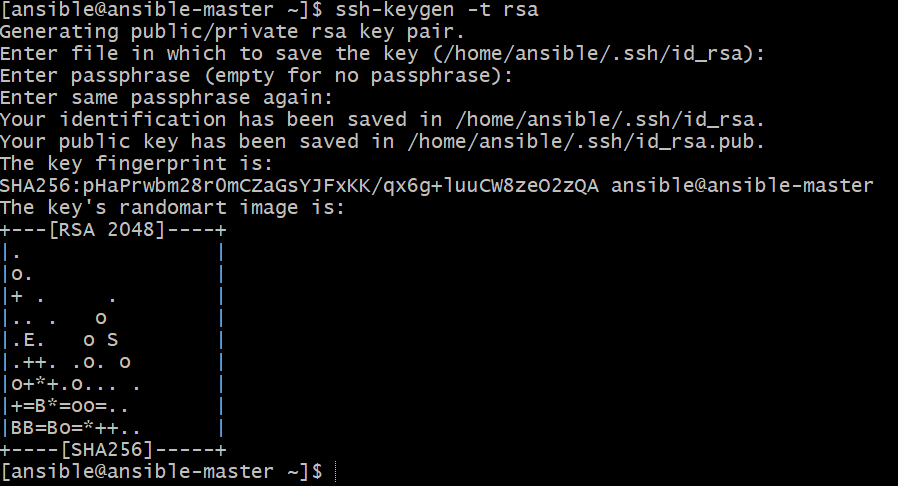 [ansible@ansible-master ~]$ ssh-keygen -t rsa
Generating public/private rsa key pair.
Enter file in which to save the key (/home/ansible/.ssh/id_rsa):
Enter passphrase (empty for no passphrase):
Enter same passphrase again:
Your identification has been saved in /home/ansible/.ssh/id_rsa.
Your public key has been saved in /home/ansible/.ssh/id_rsa.pub.
The key fingerprint is:
SHA256:pHaPrwbm28r0mCZaGsYJFxKK/qx6g+luuCW8zeO2zQA ansible@ansible-master
The key's randomart image is:
+---[RSA 2048]----+
|.                |
|o.               |
|+ .     .        |
|.. .   o         |
|.E.   o S        |
|.++. .o. o       |
|o+*+.o... .      |
|+=B*=oo=..       |
|BB=Bo=*++..      |
+----[SHA256]-----+
[ansible@ansible-master ~]$